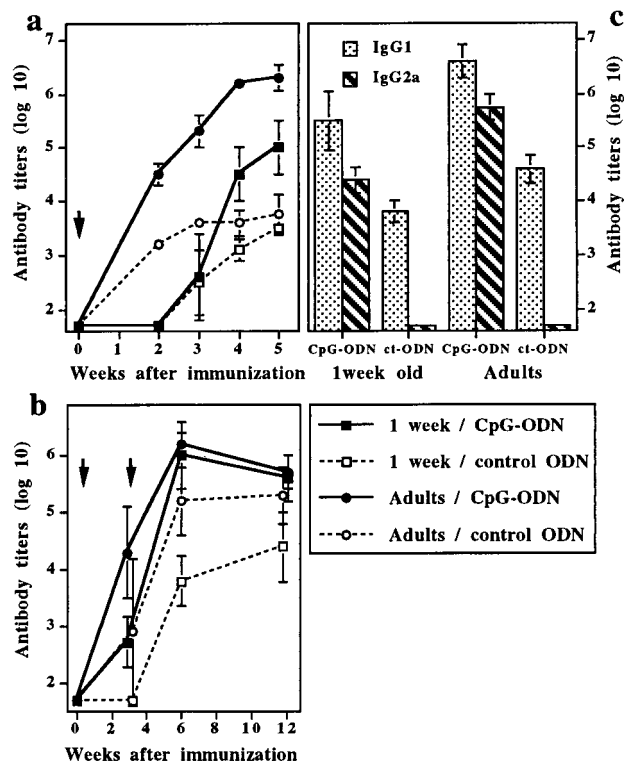 a
Antibody titers (log 10)
7
6
5
4
3
2
0 1 2 3 4 5
Weeks after immunization
IgG1
IgG2a
CpG-ODN ct-ODN CpG-ODN ct-ODN
1week old Adults
c
7
6
5
4
3
2
Antibody titers (log 10)
b
Antibody titers (log 10)
6
5
4
3
2
0 2 4 6 8 10 12
Weeks after immunization
1 week / CpG-ODN
1 week / control ODN
Adults / CpG-ODN
Adults / control ODN